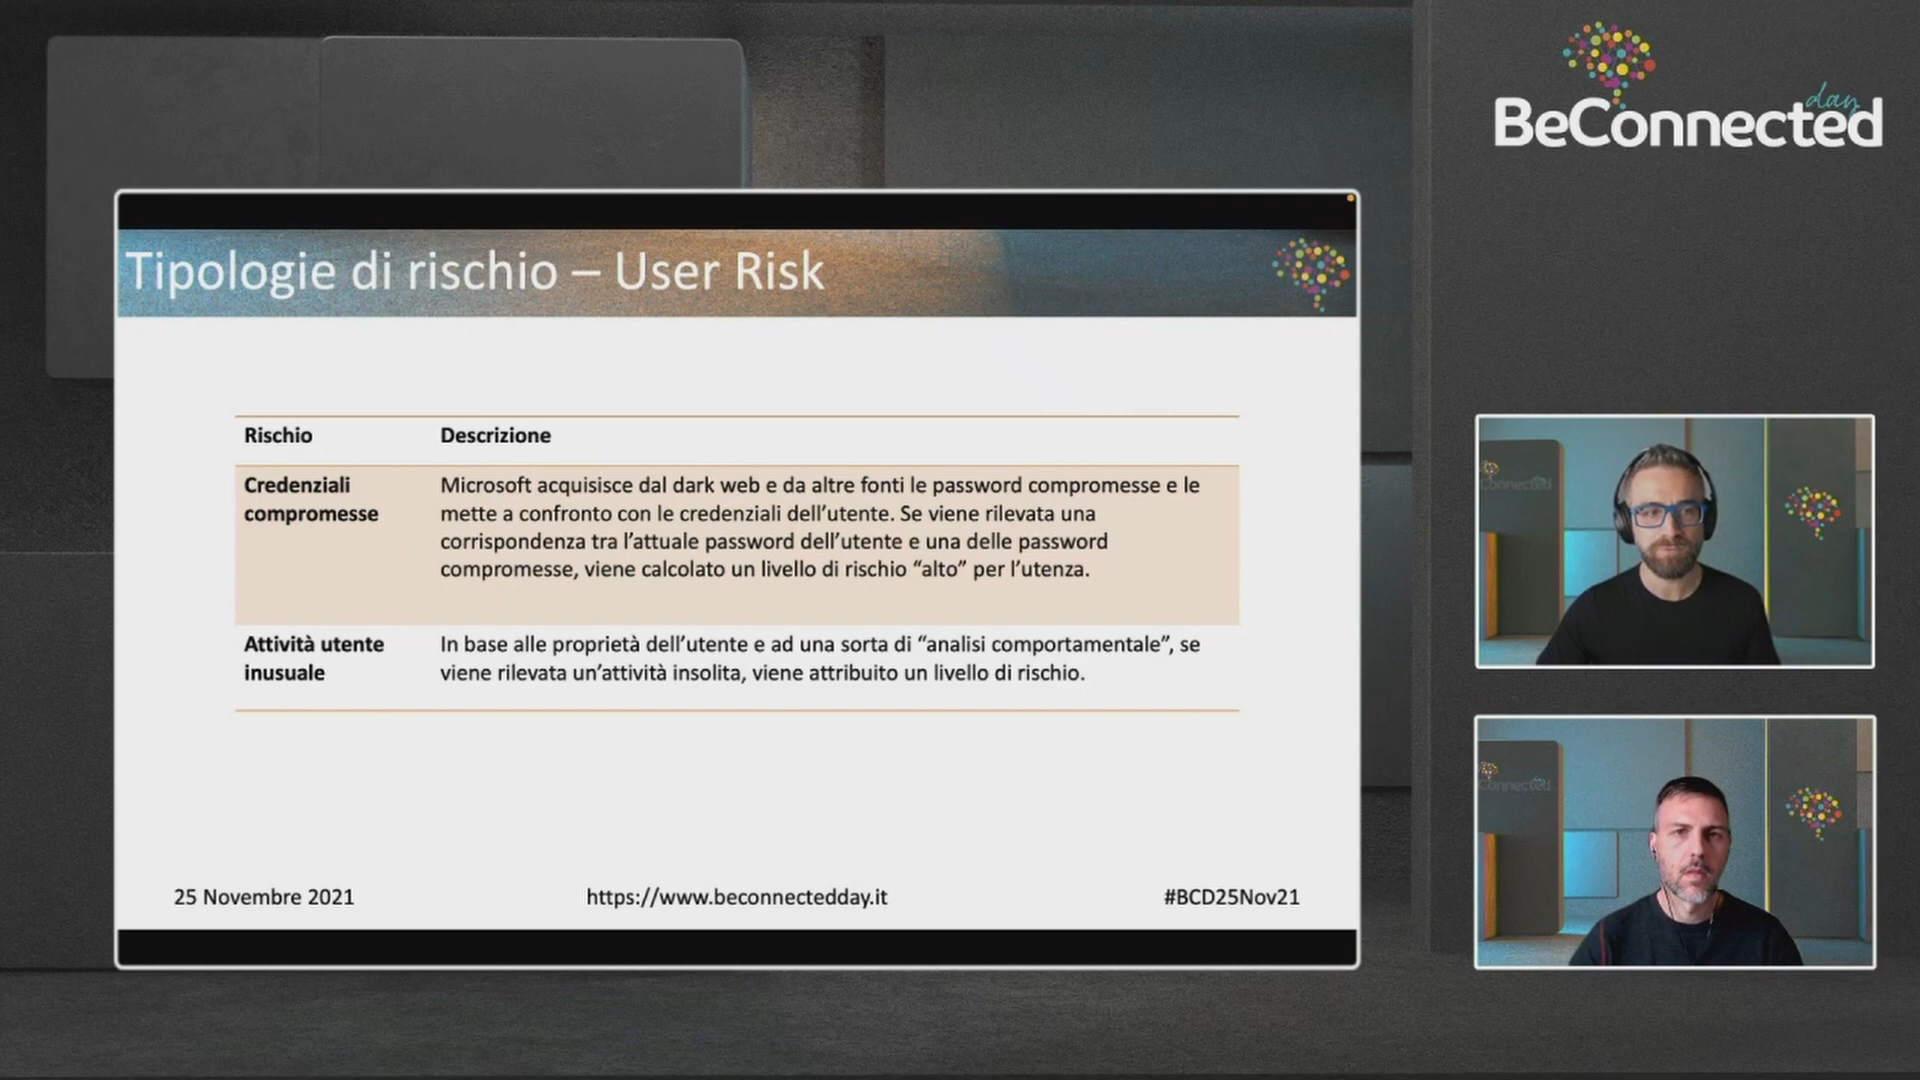 day
BeConnected
Tipologie di rischio – User Risk
Rischio
Descrizione
Credenziali
compromesse
Microsoft acquisisce dal dark web e da altre fonti le password compromesse e le
mette a confronto con le credenziali dell’utente. Se viene rilevata una
corrispondenza tra l’attuale password dell’utente e una delle password
compromesse, viene calcolato un livello di rischio “alto” per l’utenza.
Attività utente
inusuale
In base alle proprietà dell’utente e ad una sorta di “analisi comportamentale”, se
viene rilevata un’attività insolita, viene attribuito un livello di rischio.
25 Novembre 2021
https://www.beconnectedday.it
#BCD25Nov21
Connected
Connected